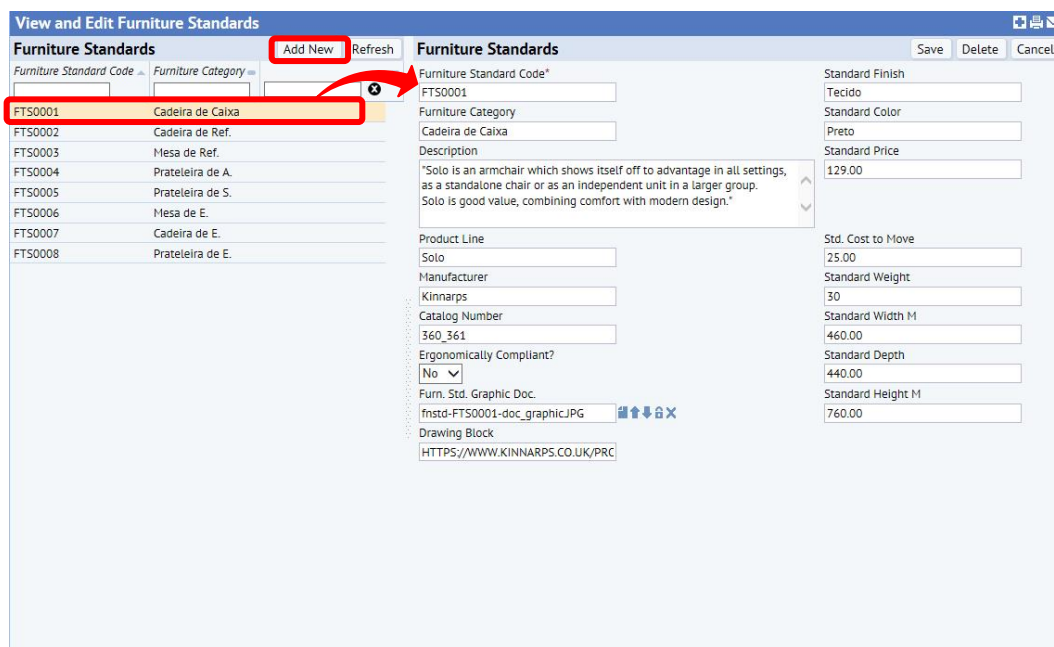 View and Edit Furniture Standards
Furniture Standards
Add New
Refresh
Furniture Standard Code
Furniture Category
FTS0001 Cadeira de Caixa
FTS0002 Cadeira de Ref.
FTS0003 Mesa de Ref.
FTS0004 Prateleira de A.
FTS0005 Prateleira de S.
FTS0006 Mesa de E.
FTS0007 Cadeira de E.
FTS0008 Prateleira de E.
Furniture Standards
Save
Delete
Cancel
Furniture Standard Code*
FTS0001
Furniture Category
Cadeira de Caixa
Description
"Solo is an armchair which shows itself off to advantage in all settings,
as a standalone chair or as an independent unit in a larger group.
Solo is good value, combining comfort with modern design."
Product Line
Solo
Manufacturer
Kinnarps
Catalog Number
360_361
Ergonomically Compliant?
No
Furn. Std. Graphic Doc.
fnstd-FTS0001-doc_graphic.JPG
Drawing Block
HTTPS://WWW.KINNARPS.CO.UK/PRC
Standard Finish
Tecido
Standard Color
Preto
Standard Price
129.00
Std. Cost to Move
25.00
Standard Weight
30
Standard Width M
460.00
Standard Depth
440.00
Standard Height M
760.00